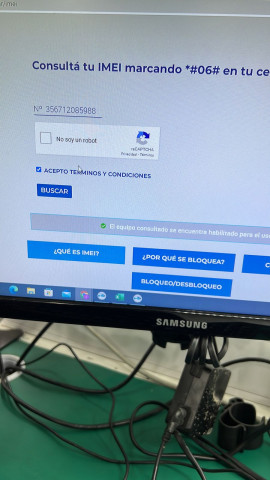 Consultá tu IMEI marcando *#06# en tu ce
Nº 356712085988
No soy un robot
reCAPTCHA
Privacidad - Términos
ACEPTO TÉRMINOS Y CONDICIONES
BUSCAR
El equipo consultado se encuentra habilitado para el uso
¿QUÉ ES IMEI?
¿POR QUÉ SE BLOQUEA?
C
BLOQUEO/DESBLOQUEO
SAMSUNG